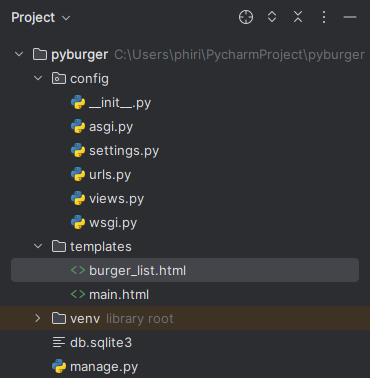 Project
pyburger C:\Users\phiri\PycharmProject\pyburger
config
__init__.py
asgi.py
settings.py
urls.py
views.py
wsgi.py
templates
<> burger_list.html
<> main.html
venv library root
db.sqlite3
manage.py